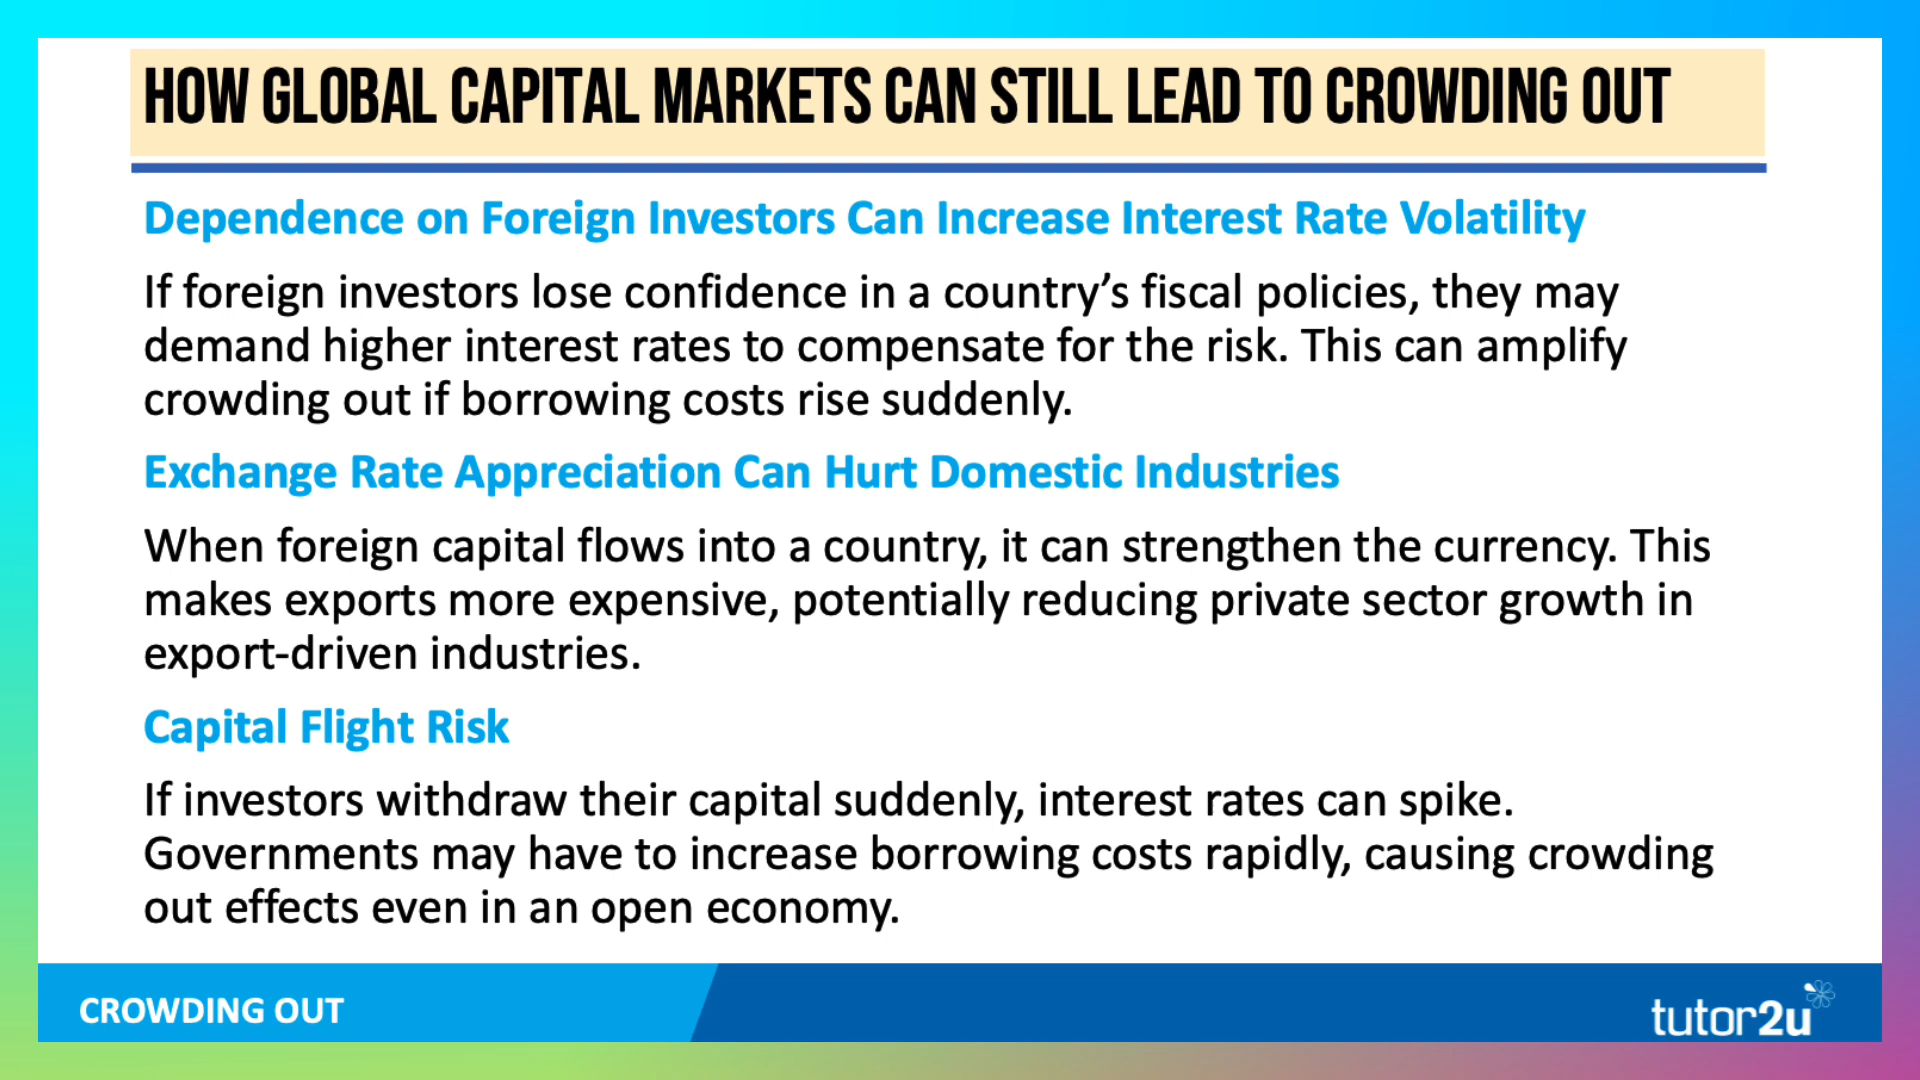 HOW GLOBAL CAPITAL MARKETS CAN STILL LEAD TO CROWDING OUT
Dependence on Foreign Investors Can Increase Interest Rate Volatility
If foreign investors lose confidence in a country’s fiscal policies, they may
demand higher interest rates to compensate for the risk. This can amplify
crowding out if borrowing costs rise suddenly.
Exchange Rate Appreciation Can Hurt Domestic Industries
When foreign capital flows into a country, it can strengthen the currency. This
makes exports more expensive, potentially reducing private sector growth in
export-driven industries.
Capital Flight Risk
If investors withdraw their capital suddenly, interest rates can spike.
Governments may have to increase borrowing costs rapidly, causing crowding
out effects even in an open economy.
CROWDING OUT
tutor2u